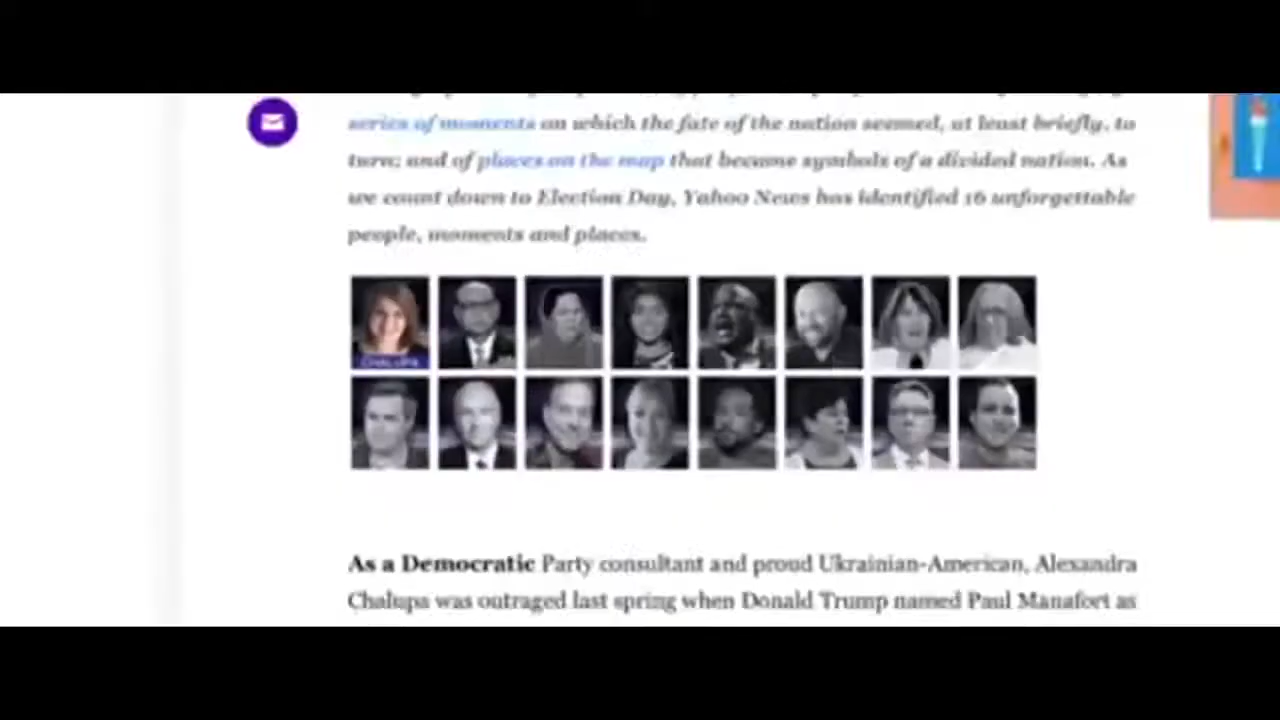 series of moments on which the fate of the nation seemed, at least briefly, to
turn; and of places on the map that became symbols of a divided nation. As
we count down to Election Day, Yahoo News has identified 16 unforgettable
people, moments and places.
CHALUPA
As a Democratic Party consultant and proud Ukrainian-American, Alexandra
Chalupa was outraged last spring when Donald Trump named Paul Manafort as